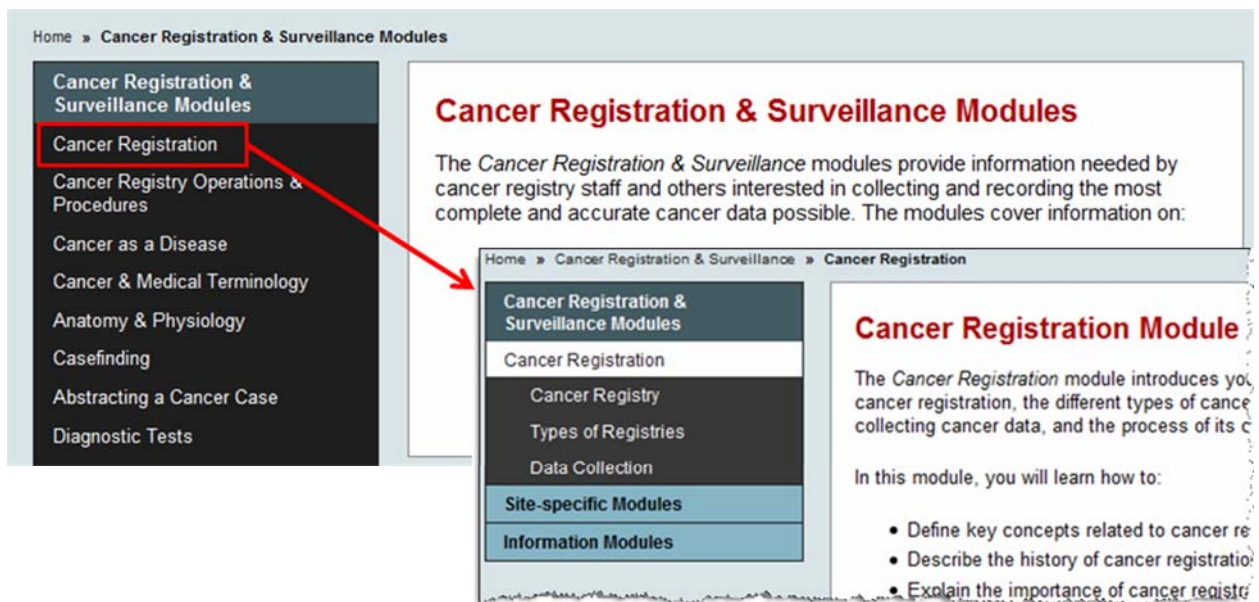 Home » Cancer Registration & Surveillance Modules
Cancer Registration &
Surveillance Modules
Cancer Registration
Cancer Registry Operations &
Procedures
Cancer as a Disease
Cancer & Medical Terminology
Anatomy & Physiology
Casefinding
Abstracting a Cancer Case
Diagnostic Tests
Cancer Registration & Surveillance Modules
The Cancer Registration & Surveillance modules provide information needed by
cancer registry staff and others interested in collecting and recording the most
complete and accurate cancer data possible. The modules cover information on:
Home » Cancer Registration & Surveillance » Cancer Registration
Cancer Registration &
Surveillance Modules
Cancer Registration
Cancer Registry
Types of Registries
Data Collection
Site-specific Modules
Information Modules
Cancer Registration Module
The Cancer Registration module introduces
cancer registration, the different types of
collecting cancer data, and the process of its
In this module, you will learn how to:
• Define key concepts related to cancer
• Describe the history of cancer
• Explain the importance of cancer